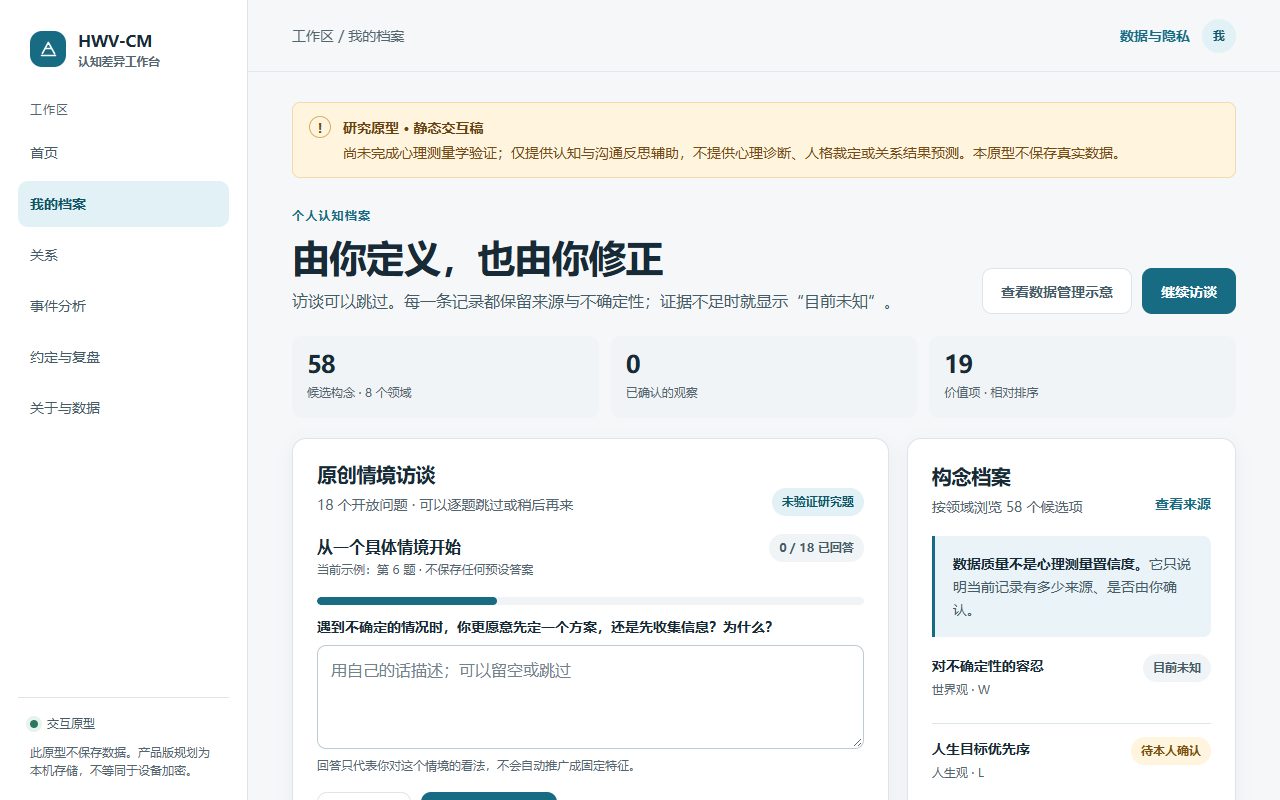 HWV-CM
认知差异工作台
工作区
首页
我的档案
关系
事件分析
约定与复盘
关于与数据
交互原型
此原型不保存数据。产品版规划为
本机存储，不等同于设备加密。
工作区 / 我的档案
数据与隐私
我
!
研究原型 • 静态交互稿
尚未完成心理测量学验证；仅提供认知与沟通反思辅助，不提供心理诊断、人格裁定或关系结果预测。本原型不保存真实数据。
个人认知档案
由你定义，也由你修正
访谈可以跳过。每一条记录都保留来源与不确定性；证据不足时就显示“目前未知”。
查看数据管理示意
继续访谈
58
候选构念 · 8 个领域
0
已确认的观察
19
价值项 · 相对排序
原创情境访谈
18 个开放问题 · 可以逐题跳过或稍后再来
未验证研究题
从一个具体情境开始
当前示例：第 6 题 · 不保存任何预设答案
0 / 18 已回答
遇到不确定的情况时，你更愿意先定一个方案，还是先收集信息？为什么？
用自己的话描述；可以留空或跳过
回答只代表你对这个情境的看法，不会自动推广成固定特征。
构念档案
按领域浏览 58 个候选项
查看来源
数据质量不是心理测量置信度。它只说
明当前记录有多少来源、是否由你确
认。
对不确定性的容忍
世界观 · W
目前未知
人生目标优先序
人生观 · L
待本人确认